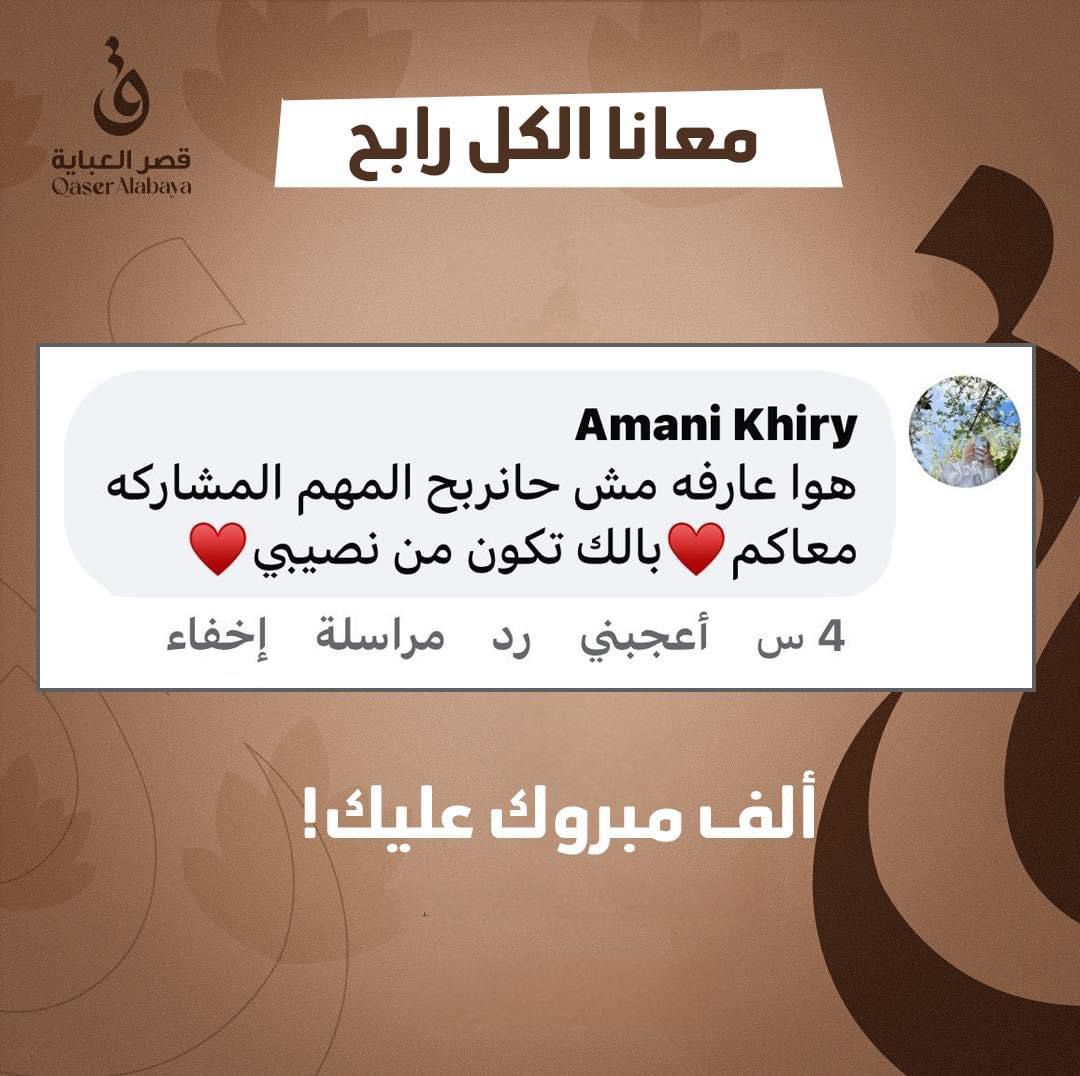 قصر العباية
Qaser Alabaya
معانا الكل رابح
Amani Khiry
هوا عارفه مش حانربح المهم المشاركه
معاكم❤️بالك تكون من نصيبي❤️
4 س أعجبني رد مراسلة إخفاء
ألف مبروك عليك!